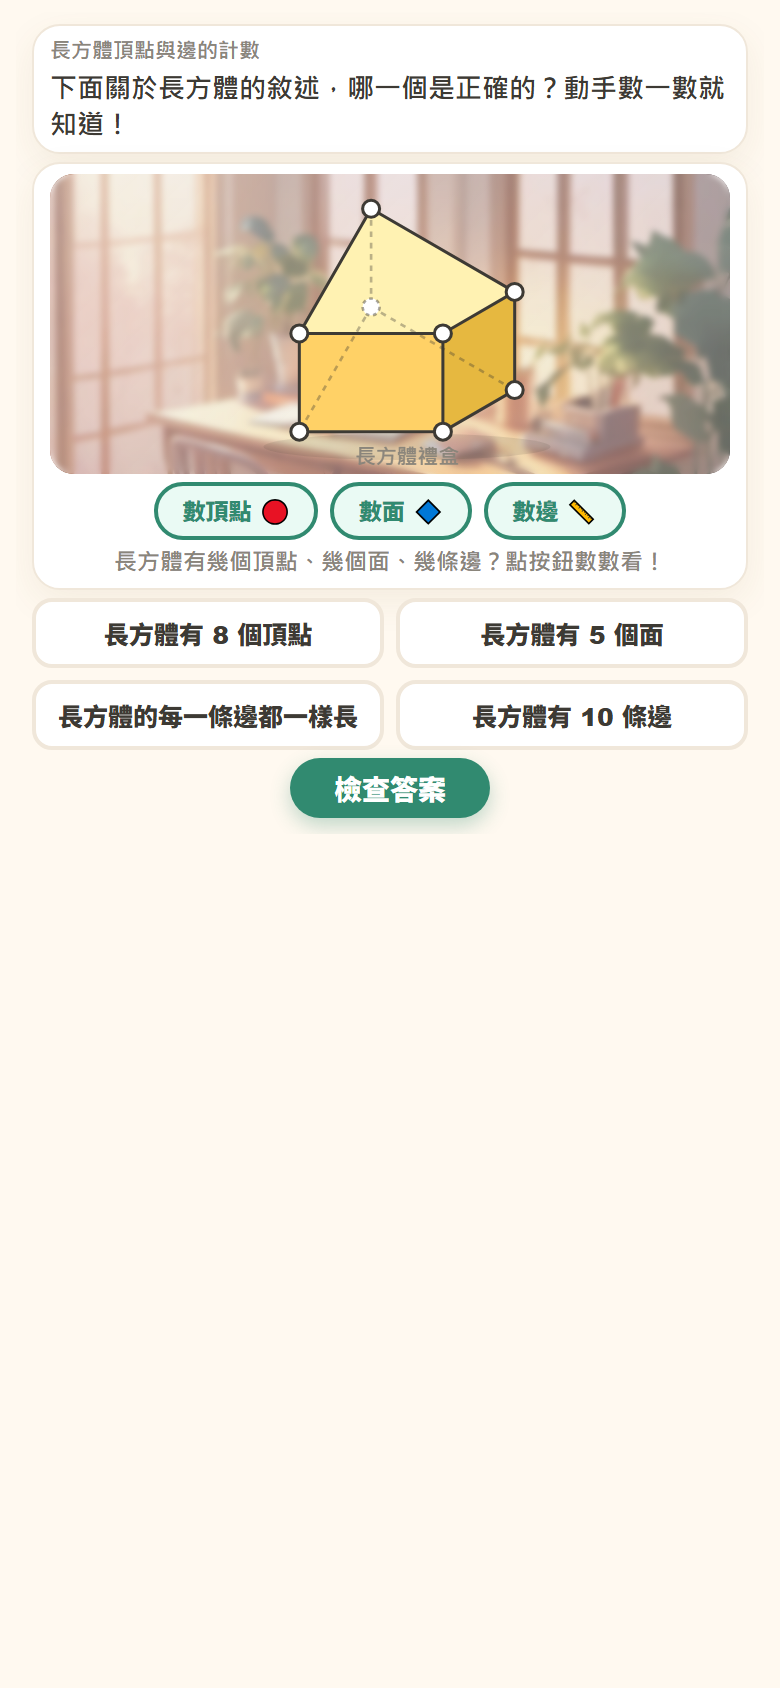 長方體頂點與邊的計數
下面關於長方體的敘述，哪一個是正確的？動手數一數就
知道！
長方體禮盒
數頂點
數面
數邊
長方體有幾個頂點、幾個面、幾條邊？點按鈕數數看！
長方體有 8 個頂點
長方體有 5 個面
長方體的每一條邊都一樣長
長方體有 10 條邊
檢查答案